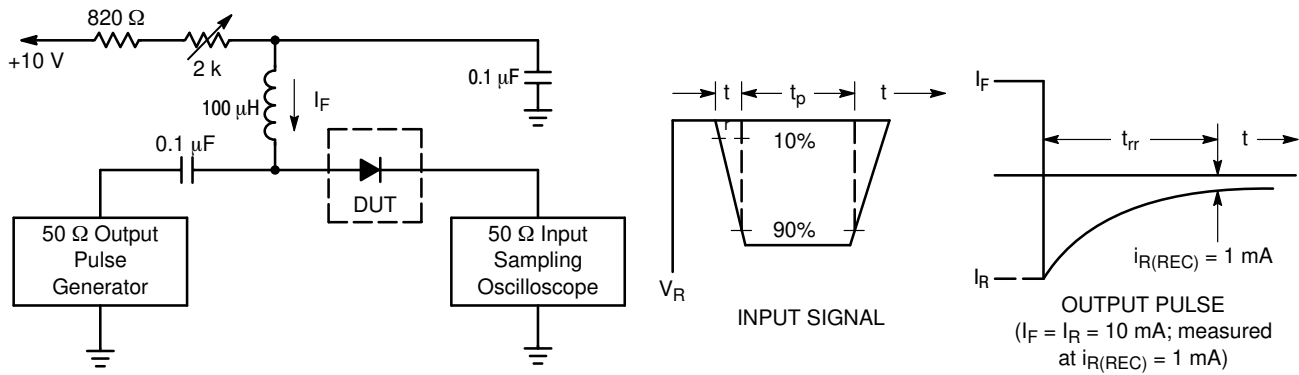 820 Ω
+10 V
2 k
100 µH
I_F
0.1 µF
0.1 µF
DUT
50 Ω Output
Pulse
Generator
50 Ω Input
Sampling
Oscilloscope
t
t_p
t
r
10%
90%
V_R
INPUT SIGNAL
I_F
t_rr
t
i_R(REC) = 1 mA
I_R
OUTPUT PULSE
(I_F = I_R = 10 mA; measured
at i_R(REC) = 1 mA)